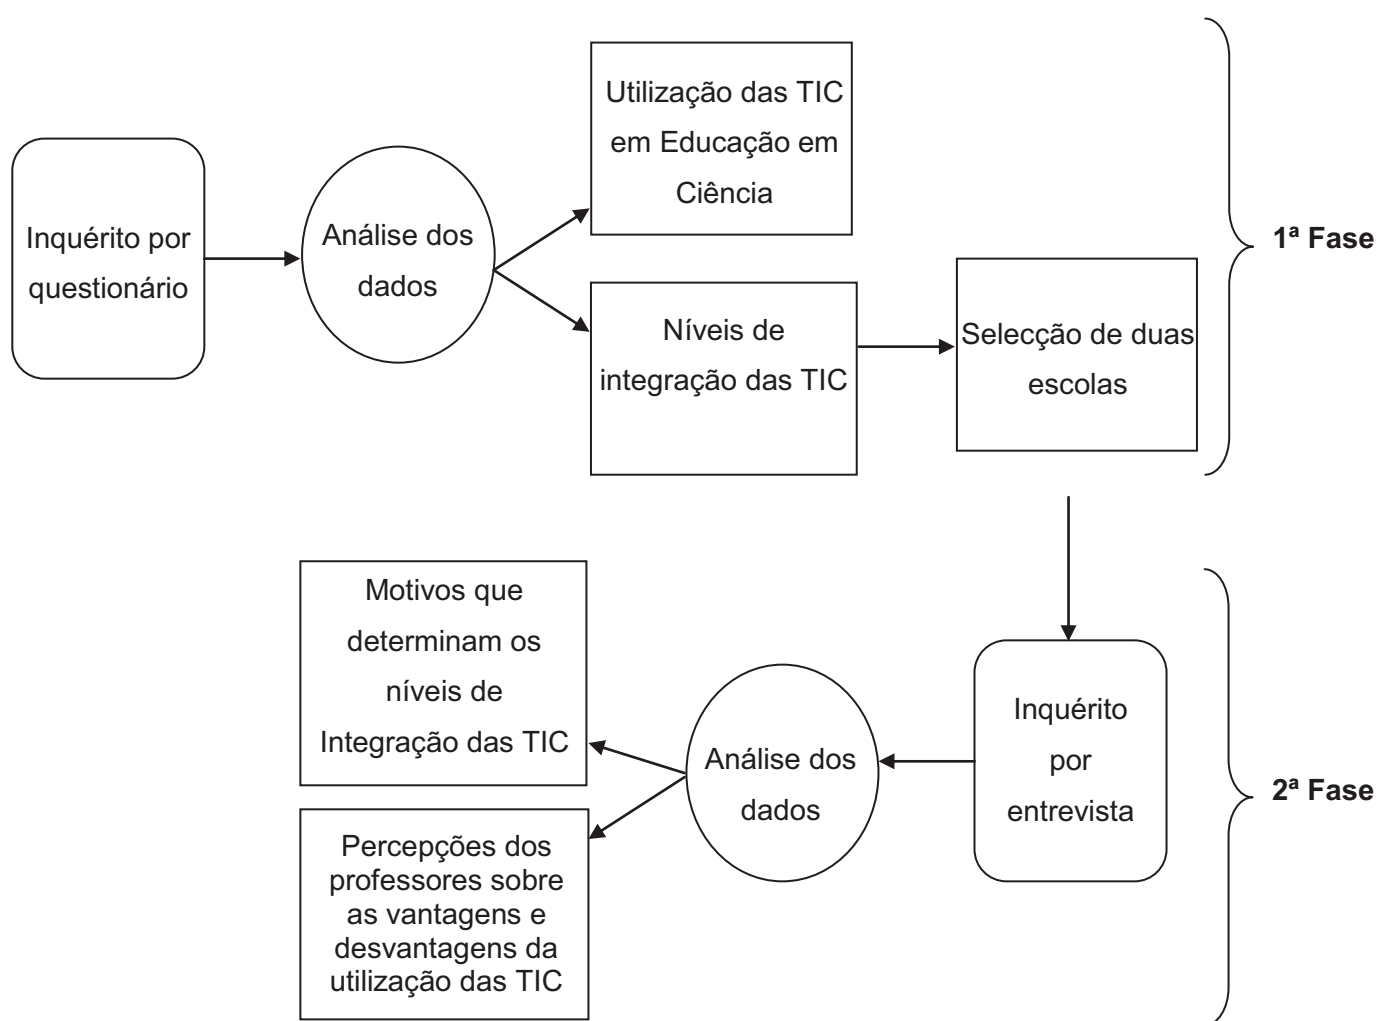 Inquérito por
questionário
Análise dos
dados
Utilização das TIC
em Educação em
Ciência
Níveis de
integração das TIC
Selecção de duas
escolas
1ª Fase
Motivos que
determinam os
níveis de
Integração das TIC
Percepções dos
professores sobre
as vantagens e
desvantagens da
utilização das TIC
Análise dos
dados
Inquérito
por
entrevista
2ª Fase